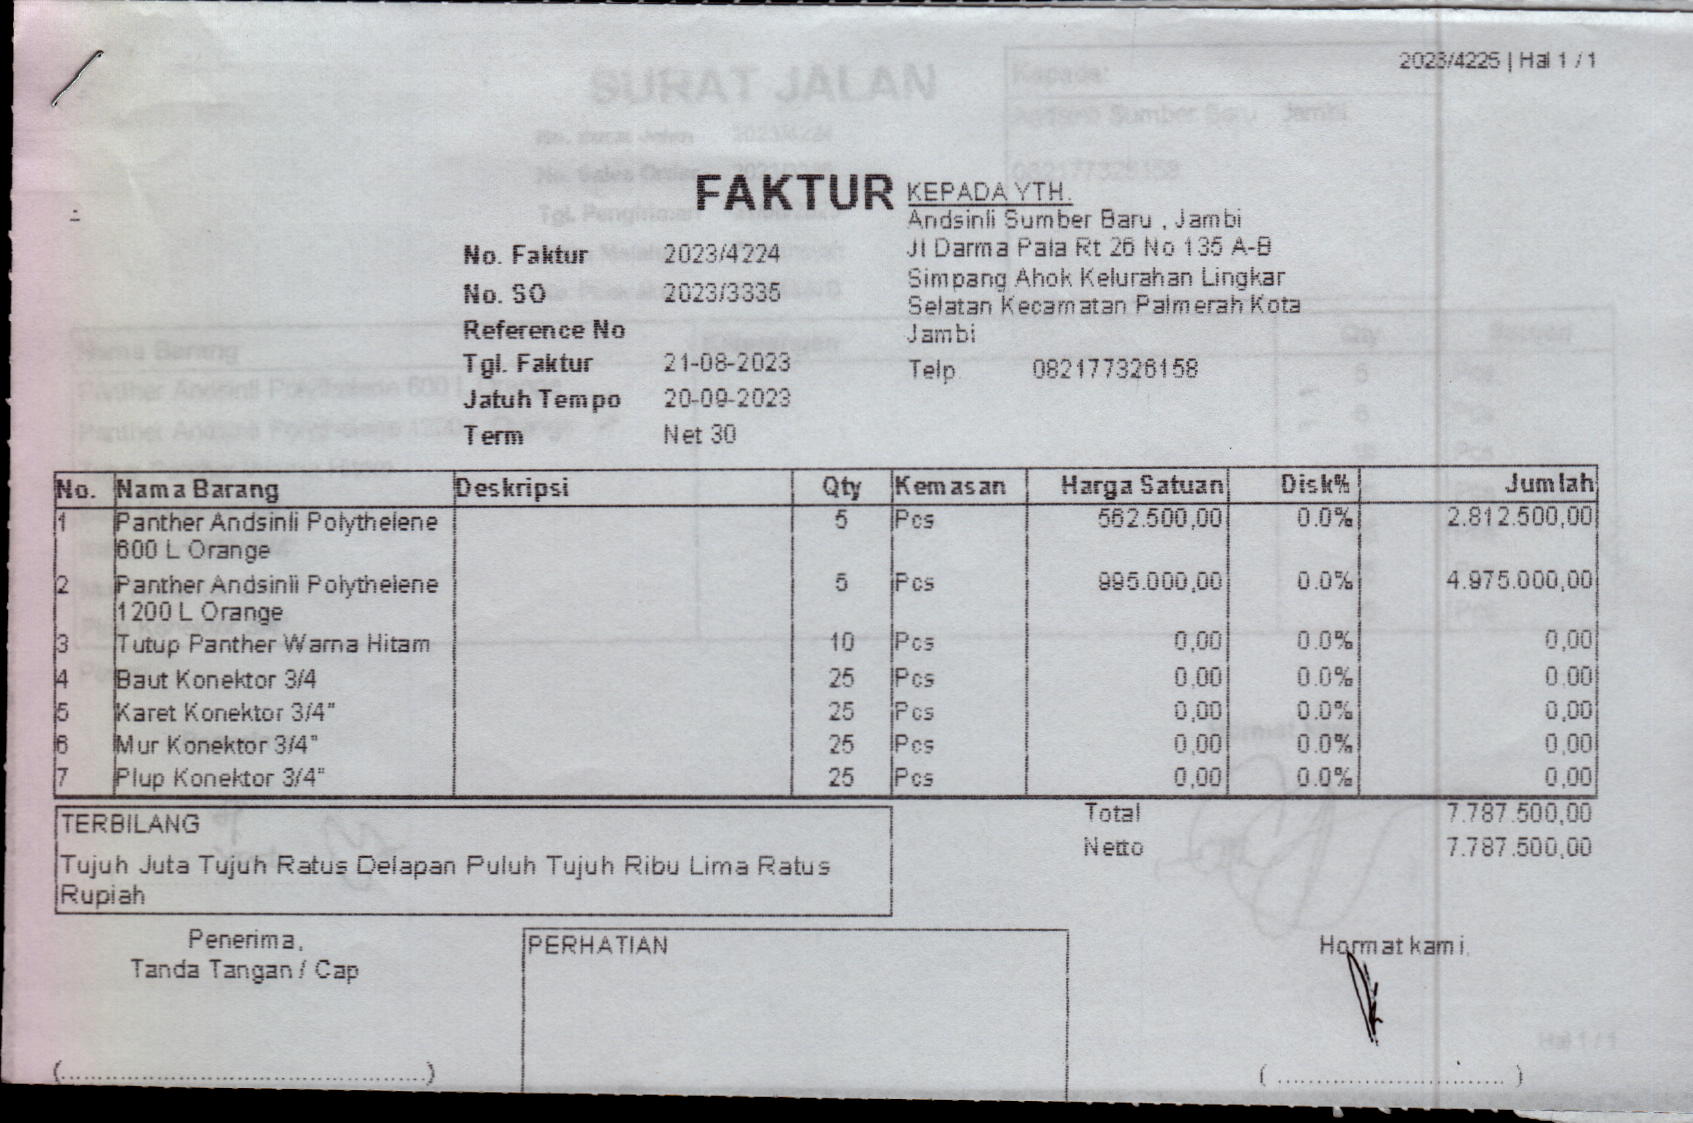 2023/4225 | Hal 1 / 1
SURAT JALAN
Kepada:
Andsinli Sumber Baru , Jambi
082177326158
FAKTUR
KEPADA YTH.
Andsinli Sumber Baru , Jambi
Jl Darma Pala Rt 26 No 135 A-B
Simpang Ahok Kelurahan Lingkar
Selatan Kecamatan Palmerah Kota
Jambi
Telp 082177326158
No. Faktur 2023/4224
No. SO 2023/3335
Reference No
Tgl. Faktur 21-08-2023
Jatuh Tempo 20-09-2023
Term Net 30
No. Nama Barang Deskripsi Qty Kemasan Harga Satuan Disk% Jumlah
1 Panther Andsinli Polythelene 5 Pcs 562.500,00 0.0% 2.812.500,00
600 L Orange
2 Panther Andsinli Polythelene 5 Pcs 995.000,00 0.0% 4.975.000,00
1200 L Orange
3 Tutup Panther Warna Hitam 10 Pcs 0,00 0.0% 0,00
4 Baut Konektor 3/4 25 Pcs 0,00 0.0% 0,00
5 Karet Konektor 3/4" 25 Pcs 0,00 0.0% 0,00
6 Mur Konektor 3/4" 25 Pcs 0,00 0.0% 0,00
7 Plup Konektor 3/4" 25 Pcs 0,00 0.0% 0,00
Total 7.787.500,00
Netto 7.787.500,00
TERBILANG
Tujuh Juta Tujuh Ratus Delapan Puluh Tujuh Ribu Lima Ratus
Rupiah
Penerima,
Tanda Tangan / Cap
PERHATIAN
Hormat kami,
(..............................................)
( ............................. )
Hal 1 / 1